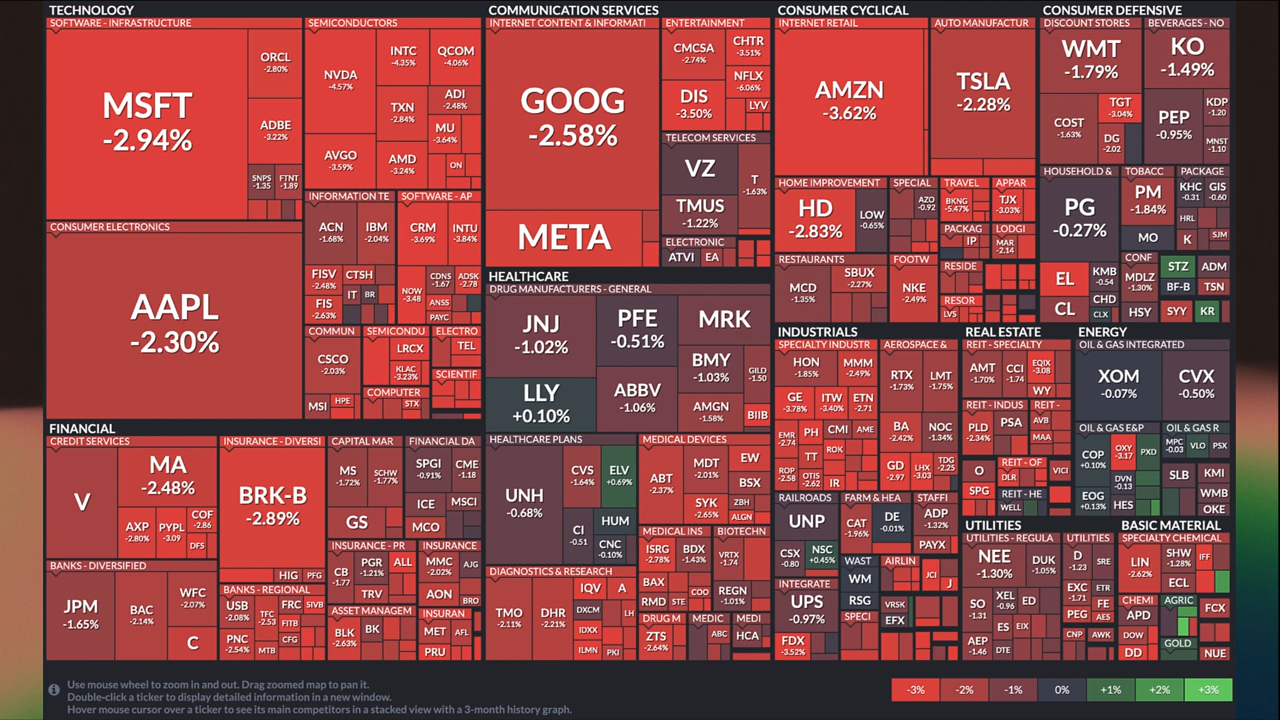 TECHNOLOGY
SOFTWARE - INFRASTRUCTURE
MSFT
-2.94%
ORCL
-2.80%
ADBE
-3.22%
SNPS
-1.35
FTNT
-1.89
SEMICONDUCTORS
NVDA
-4.57%
INTC
-4.35%
QCOM
-4.06%
TXN
-2.84%
ADI
-2.48%
MU
-3.64%
AVGO
-3.59%
AMD
-3.24%
ON
CONSUMER ELECTRONICS
AAPL
-2.30%
INFORMATION TE
ACN
-1.68%
IBM
-2.04%
FISV
-2.48%
CTSH
FIS
-2.63%
IT
BR
SOFTWARE - AP
CRM
-3.69%
INTU
-3.84%
NOW
-3.48
CDNS
-1.67
ADSK
-2.78
ANSS
PAYC
COMMUN
CSCO
-2.03%
MSI
HPE
SEMICONDU
LRCX
KLAC
-3.23%
COMPUTER
STX
ELECTRO
TEL
SCIENTIF
COMMUNICATION SERVICES
INTERNET CONTENT & INFORMATI
GOOG
-2.58%
META
ENTERTAINMENT
CMCSA
-2.74%
CHTR
-3.51%
DIS
-3.50%
NFLX
-6.06%
LYV
TELECOM SERVICES
VZ
T
-1.63%
TMUS
-1.22%
ELECTRONIC
ATVI
EA
CONSUMER CYCLICAL
INTERNET RETAIL
AMZN
-3.62%
AUTO MANUFACTUR
TSLA
-2.28%
HOME IMPROVEMENT
HD
-2.83%
LOW
-0.65%
SPECIAL
AZO
-0.92
TRAVEL
BKNG
-5.47%
APPAR
TJX
-3.03%
PACKAG
IP
LODGI
MAR
-2.14
RESTAURANTS
MCD
-1.35%
SBUX
-2.27%
FOOTW
NKE
-2.49%
RESIDE
RESOR
LVS
CONSUMER DEFENSIVE
DISCOUNT STORES
WMT
-1.79%
COST
-1.63%
TGT
-3.04%
DG
-2.02
BEVERAGES - NO
KO
-1.49%
PEP
-0.95%
KDP
-1.20
MNST
-1.10
HOUSEHOLD &
PG
-0.27%
EL
KMB
-0.54
CL
CHD
CLX
TOBACC
PM
-1.84%
MO
PACKAGE
KHC
-0.31
GIS
-0.60
HRL
K
SJM
CONF
MDLZ
-1.30%
HSY
STZ
BF-B
ADM
TSN
SYY
KR
HEALTHCARE
DRUG MANUFACTURERS - GENERAL
JNJ
-1.02%
PFE
-0.51%
MRK
LLY
+0.10%
ABBV
-1.06%
BMY
-1.03%
GILD
-1.50
AMGN
-1.58%
BIIB
HEALTHCARE PLANS
UNH
-0.68%
CVS
-1.64%
ELV
+0.69%
CI
-0.51
HUM
CNC
-0.10%
MEDICAL DEVICES
ABT
-2.37%
MDT
-2.01%
EW
BSX
SYK
-2.65%
ZBH
ALGN
MEDICAL INS
ISRG
-2.78%
BDX
-1.43%
BAX
RMD
STE
COO
BIOTECHN
VRTX
-1.74
REGN
-1.01%
DIAGNOSTICS & RESEARCH
TMO
-2.11%
DHR
-2.21%
IQV
A
DXCM
LH
IDXX
ILMN
PKI
DRUG M
ZTS
-2.64%
MEDIC
ABC
MEDI
HCA
FINANCIAL
CREDIT SERVICES
V
MA
-2.48%
AXP
-2.80%
PYPL
-3.09
COF
-2.86
DFS
INSURANCE - DIVERSI
BRK-B
-2.89%
HIG
PFG
CAPITAL MAR
MS
-1.72%
SCHW
-1.77%
GS
FINANCIAL DA
SPGI
-0.91%
CME
-1.18
ICE
MSCI
MCO
BANKS - DIVERSIFIED
JPM
-1.65%
BAC
-2.14%
WFC
-2.07%
C
BANKS - REGIONAL
USB
-2.08%
TFC
-2.53
FRC
SIVB
FITB
PNC
-2.54%
MTB
CFG
INSURANCE - PR
CB
-1.77
PGR
-1.21%
ALL
TRV
INSURANCE
MMC
-2.02%
AJG
AON
BRO
ASSET MANAGEM
BLK
-2.63%
BK
INSURAN
MET
AFL
PRU
INDUSTRIALS
SPECIALTY INDUSTR
HON
-1.85%
MMM
-2.49%
GE
-3.78%
ITW
-3.40%
ETN
-2.71
EMR
-2.74
PH
CMI
AME
TT
ROK
ROP
-2.58
OTIS
-2.62
IR
AEROSPACE &
RTX
-1.73%
LMT
-1.75%
BA
-2.42%
NOC
-1.34%
GD
-2.97
LHX
-3.03
TDG
-2.25
RAILROADS
UNP
CSX
-0.80
NSC
+0.45%
FARM & HEA
CAT
-1.96%
DE
-0.01%
STAFFI
ADP
-1.32%
PAYX
INTEGRATE
UPS
-0.97%
FDX
-3.52%
WAST
WM
RSG
SPECI
AIRLIN
JCI
J
VRSK
EFX
REAL ESTATE
REIT - SPECIALTY
AMT
-1.70%
CCI
-1.74
EQIX
-3.08
WY
REIT - INDUS
PLD
-2.34%
PSA
REIT -
AVB
MAA
O
SPG
REIT - OF
DLR
VICI
REIT - HE
WELL
ENERGY
OIL & GAS INTEGRATED
XOM
-0.07%
CVX
-0.50%
OIL & GAS E&P
COP
+0.10%
OXY
-3.17
PXD
DVN
-0.13
EOG
+0.13%
HES
OIL & GAS R
MPC
-0.03
VLO
PSX
SLB
KMI
WMB
OKE
UTILITIES
UTILITIES - REGULA
NEE
-1.30%
DUK
-1.05%
SO
-1.31
XEL
-0.96
ED
AEP
-1.46
ES
EIX
DTE
UTILITIES
D
-1.23
SRE
EXC
-1.71
ETR
PEG
FE
AEE
CNP
AWK
BASIC MATERIAL
SPECIALTY CHEMICAL
LIN
-2.62%
SHW
-1.28%
IFF
ECL
CHEMI
APD
DOW
DD
AGRIC
GOLD
FCX
NUE
Use mouse wheel to zoom in and out. Drag zoomed map to pan it.
Double-click a ticker to display detailed information in a new window.
Hover mouse cursor over a ticker to see its main competitors in a stacked view with a 3-month history graph.
-3%
-2%
-1%
0%
+1%
+2%
+3%